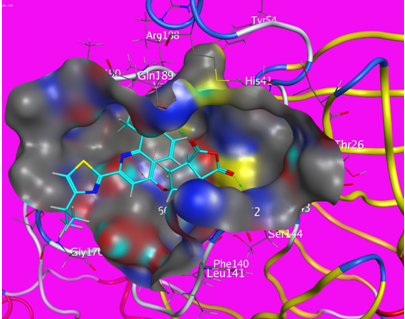 Tyr54
Arg188
Gln189
His41
Thr26
Ser144
Gly170
Phe140
Leu141